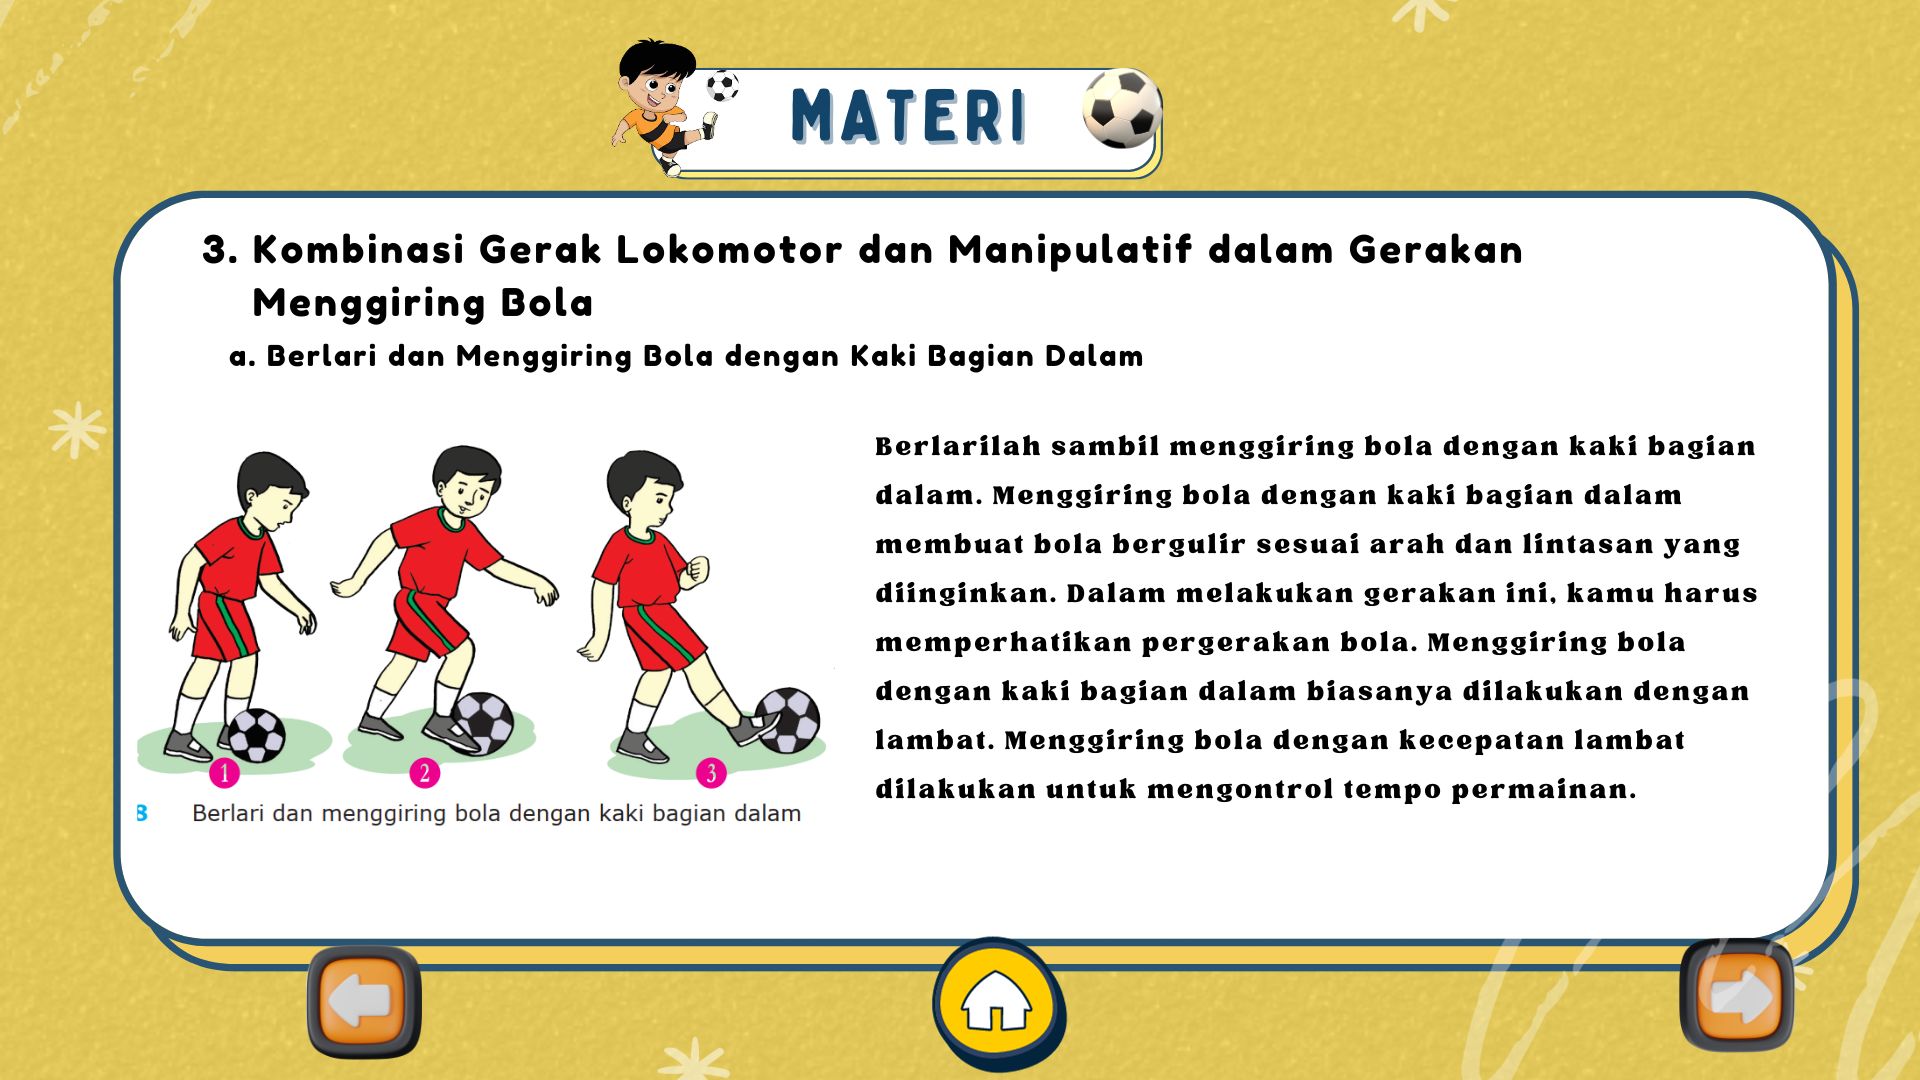 MATERI
3. Kombinasi Gerak Lokomotor dan Manipulatif dalam Gerakan
Menggiring Bola
a. Berlari dan Menggiring Bola dengan Kaki Bagian Dalam
Berlarilah sambil menggiring bola dengan kaki bagian
dalam. Menggiring bola dengan kaki bagian dalam
membuat bola bergulir sesuai arah dan lintasan yang
diinginkan. Dalam melakukan gerakan ini, kamu harus
memperhatikan pergerakan bola. Menggiring bola
dengan kaki bagian dalam biasanya dilakukan dengan
lambat. Menggiring bola dengan kecepatan lambat
dilakukan untuk mengontrol tempo permainan.
1 2 3
8 Berlari dan menggiring bola dengan kaki bagian dalam